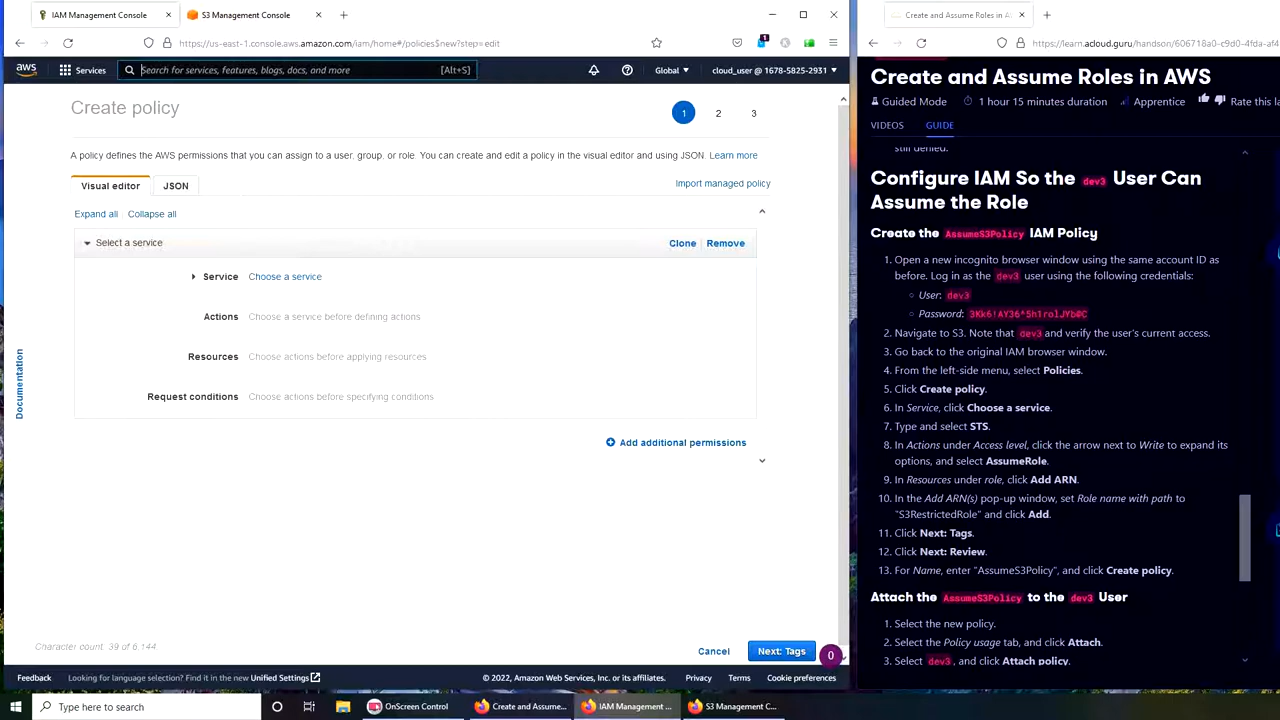 IAM Management Console
S3 Management Console
Create and Assume Roles in A
https://us-east-1.console.aws.amazon.com/iam/home#/policies$new?step=edit
1
https://learn.acloud.guru/handson/606718a0-c9d0-4fda-af4
aws
Services
Search for services, features, blogs, docs, and more
[Alt+S]
Global
cloud_user @ 1678-5825-2931
Create policy
1
2
3
A policy defines the AWS permissions that you can assign to a user, group, or role. You can create and edit a policy in the visual editor and using JSON. Learn more
Visual editor
JSON
Import managed policy
Expand all
Collapse all
Select a service
Clone
Remove
Service
Choose a service
Actions
Choose a service before defining actions
Resources
Choose actions before applying resources
Request conditions
Choose actions before specifying conditions
Documentation
Add additional permissions
Character count: 39 of 6,144.
Cancel
Next: Tags
0
Feedback
Looking for language selection? Find it in the new Unified Settings
© 2022, Amazon Web Services, Inc. or its affiliates.
Privacy
Terms
Cookie preferences
Create and Assume Roles in AWS
Guided Mode
1 hour 15 minutes duration
Apprentice
Rate this la
VIDEOS
GUIDE
still denied.
Configure IAM So the dev3 User Can
Assume the Role
Create the AssumeS3Policy IAM Policy
1. Open a new incognito browser window using the same account ID as
before. Log in as the dev3 user using the following credentials:
User: dev3
Password: 3Kk6!AY36^5h1rolJYb@C
2. Navigate to S3. Note that dev3 and verify the user's current access.
3. Go back to the original IAM browser window.
4. From the left-side menu, select Policies.
5. Click Create policy.
6. In Service, click Choose a service.
7. Type and select STS.
8. In Actions under Access level, click the arrow next to Write to expand its
options, and select AssumeRole.
9. In Resources under role, click Add ARN.
10. In the Add ARN(s) pop-up window, set Role name with path to
"S3RestrictedRole" and click Add.
11. Click Next: Tags.
12. Click Next: Review.
13. For Name, enter "AssumeS3Policy", and click Create policy.
Attach the AssumeS3Policy to the dev3 User
1. Select the new policy.
2. Select the Policy usage tab, and click Attach.
3. Select dev3, and click Attach policy.
Type here to search
OnScreen Control
Create and Assume...
IAM Management ...
S3 Management C...